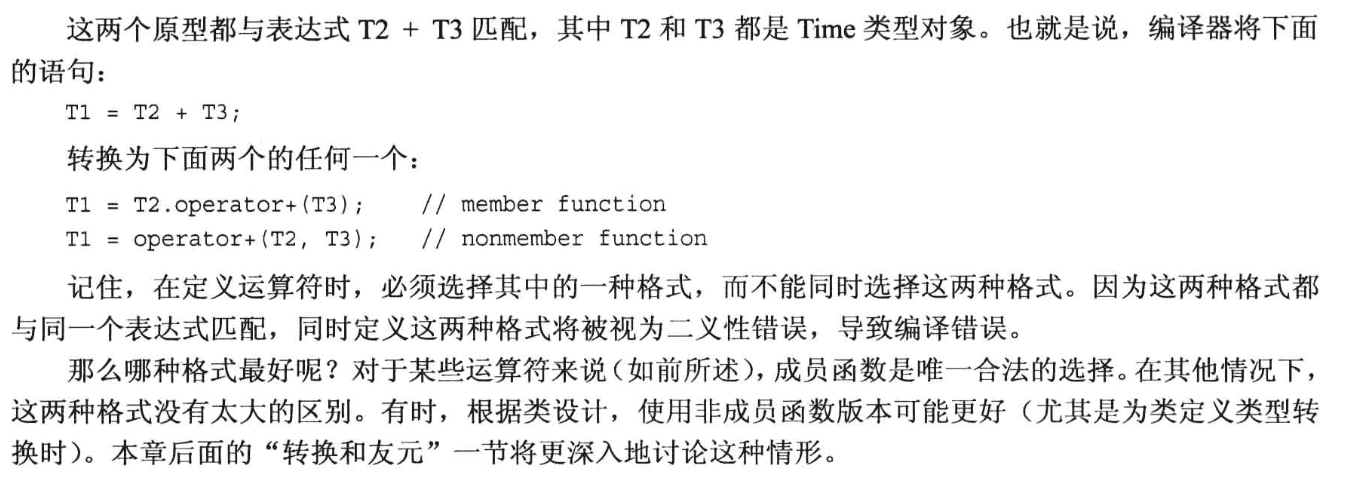 这两个原型都与表达式 T2 + T3 匹配，其中 T2 和 T3 都是 Time 类型对象。也就是说，编译器将下面
的语句：
T1 = T2 + T3;
转换为下面两个的任何一个：
T1 = T2.operator+(T3);    // member function
T1 = operator+(T2, T3);   // nonmember function
记住，在定义运算符时，必须选择其中的一种格式，而不能同时选择这两种格式。因为这两种格式都
与同一个表达式匹配，同时定义这两种格式将被视为二义性错误，导致编译错误。
那么哪种格式最好呢？对于某些运算符来说（如前所述），成员函数是唯一合法的选择。在其他情况下，
这两种格式没有太大的区别。有时，根据类设计，使用非成员函数版本可能更好（尤其是为类定义类型转
换时）。本章后面的“转换和友元”一节将更深入地讨论这种情形。